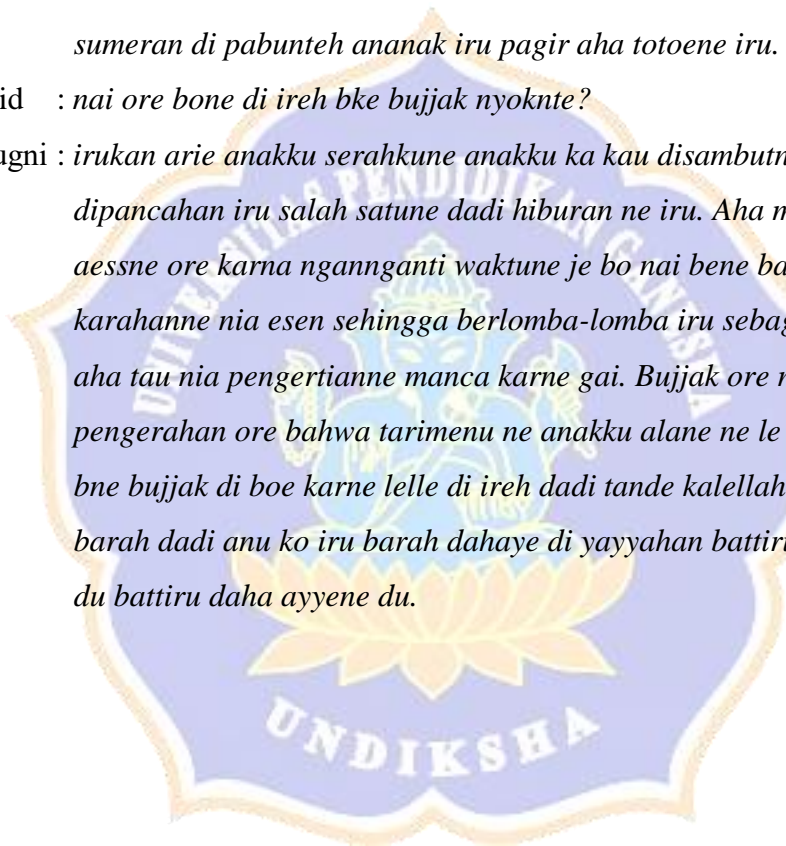 sumeran di pabunteh ananak iru pagir aha totoene iru.
id : nai ore bone di ireh bke bujjak nyoknte?
ugni : irukan arie anakku serahkune anakku ka kau disambutn
dipancahan iru salah satune dadi hiburan ne iru. Aha m
aessne ore karna ngannganti waktune je bo nai bene ba
karahanne nia esen sehingga berlomba-lomba iru sebag
aha tau nia pengertianne manca karne gai. Bujjak ore
pengerahan ore bahwa tarimenu ne anakku alane ne le
bne bujjak di boe karne lelle di ireh dadi tande kalellah
barah dadi anu ko iru barah dahaye di yayyahan battir
du battiru daha ayyene du.
UNIVERSITAS PENDIDIKAN GANESHA
UNDIKSHA